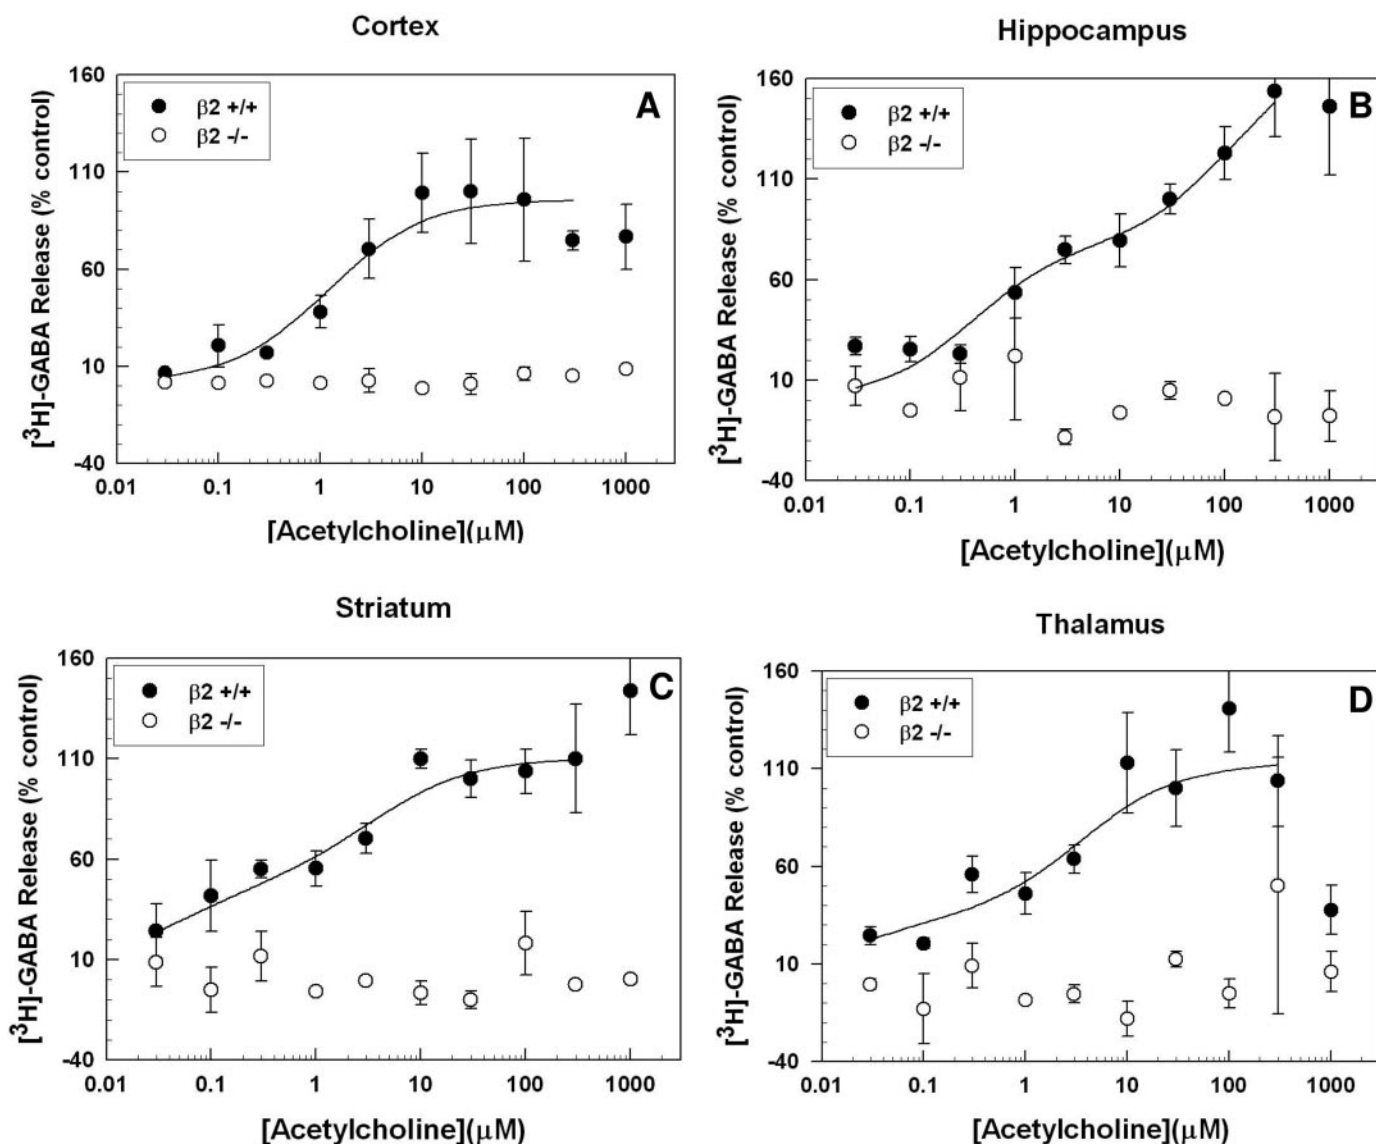 Cortex
[³H]-GABA Release (% control)
160
110
60
10
-40
β2 +/+
β2 -/-
A
0.01 0.1 1 10 100 1000
[Acetylcholine](μM)
Hippocampus
[³H]-GABA Release (% control)
160
110
60
10
-40
β2 +/+
β2 -/-
B
0.01 0.1 1 10 100 1000
[Acetylcholine](μM)
Striatum
[³H]-GABA Release (% control)
160
110
60
10
-40
β2 +/+
β2 -/-
C
0.01 0.1 1 10 100 1000
[Acetylcholine](μM)
Thalamus
[³H]-GABA Release (% control)
160
110
60
10
-40
β2 +/+
β2 -/-
D
0.01 0.1 1 10 100 1000
[Acetylcholine](μM)